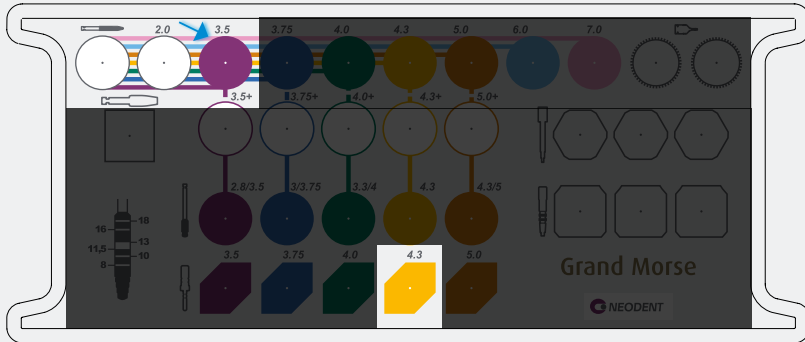 2.0 3.5 3.75 4.0 4.3 5.0 6.0 7.0
3.5+ 3.75+ 4.0+ 4.3+ 5.0+
2.8/3.5 3/3.75 3.3/4 4.3 4.3/5
18
16
13
11,5
10
8
3.5 3.75 4.0 4.3 5.0
Grand Morse
NEODENT